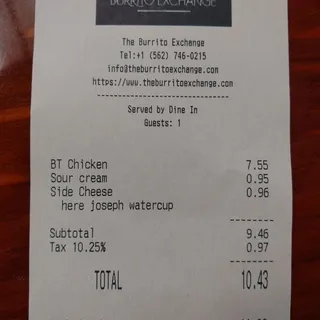 BURRITO EXCHANGE
The Burrito Exchange
Tel:+1 (562) 746-0215
info@theburritoexchange.com
https://www.theburritoexchange.com
Served by Dine In
Guests: 1
BT Chicken 7.55
Sour cream 0.95
Side Cheese 0.96
here joseph watercup
Subtotal 9.46
Tax 10.25% 0.97
TOTAL 10.43